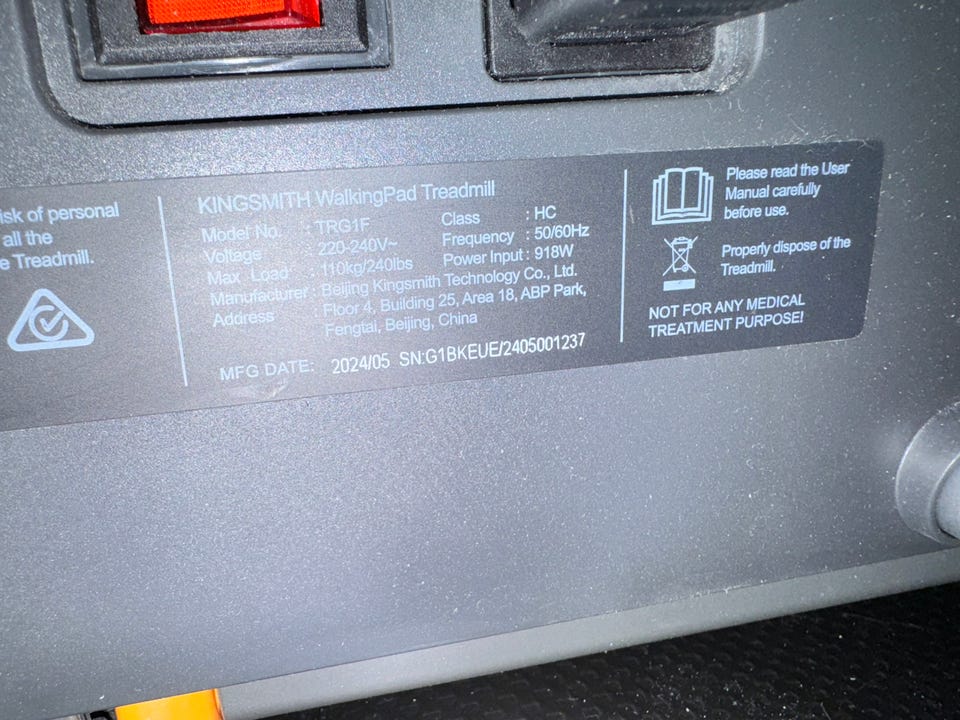 isk of personal
all the
e Treadmill.
KINGSMITH WalkingPad Treadmill
Model No. : TRG1F
Voltage : 220-240V~
Max Load : 110kg/240lbs
Class : HC
Frequency : 50/60Hz
Power Input : 918W
Manufacturer : Beijing Kingsmith Technology Co., Ltd.
Address Floor 4, Building 25, Area 18, ABP Park,
Fengtai, Beijing, China
MFG DATE: 2024/05 SN:G1BKEUE/2405001237
Please read the User
Manual carefully
before use.
Properly dispose of the
Treadmill.
NOT FOR ANY MEDICAL
TREATMENT PURPOSE!